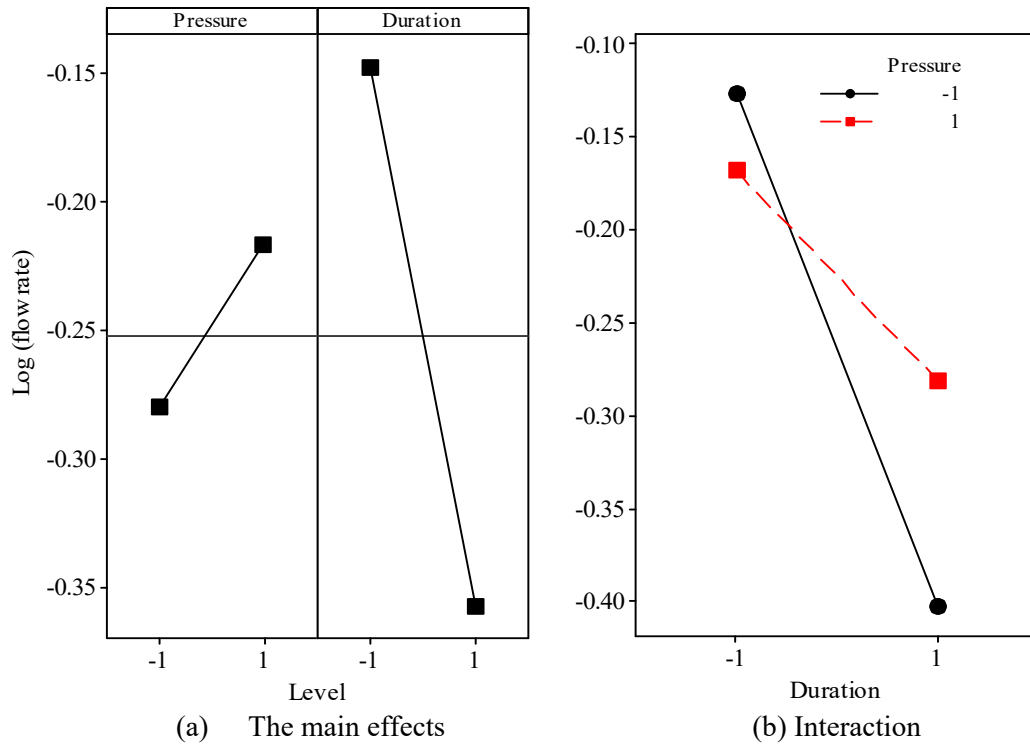 Pressure Duration
Log (flow rate)
-0.15
-0.20
-0.25
-0.30
-0.35
-1 1 -1 1
Level
(a) The main effects
-0.10
-0.15
-0.20
-0.25
-0.30
-0.35
-0.40
Pressure
-1
1
-1 1
Duration
(b) Interaction